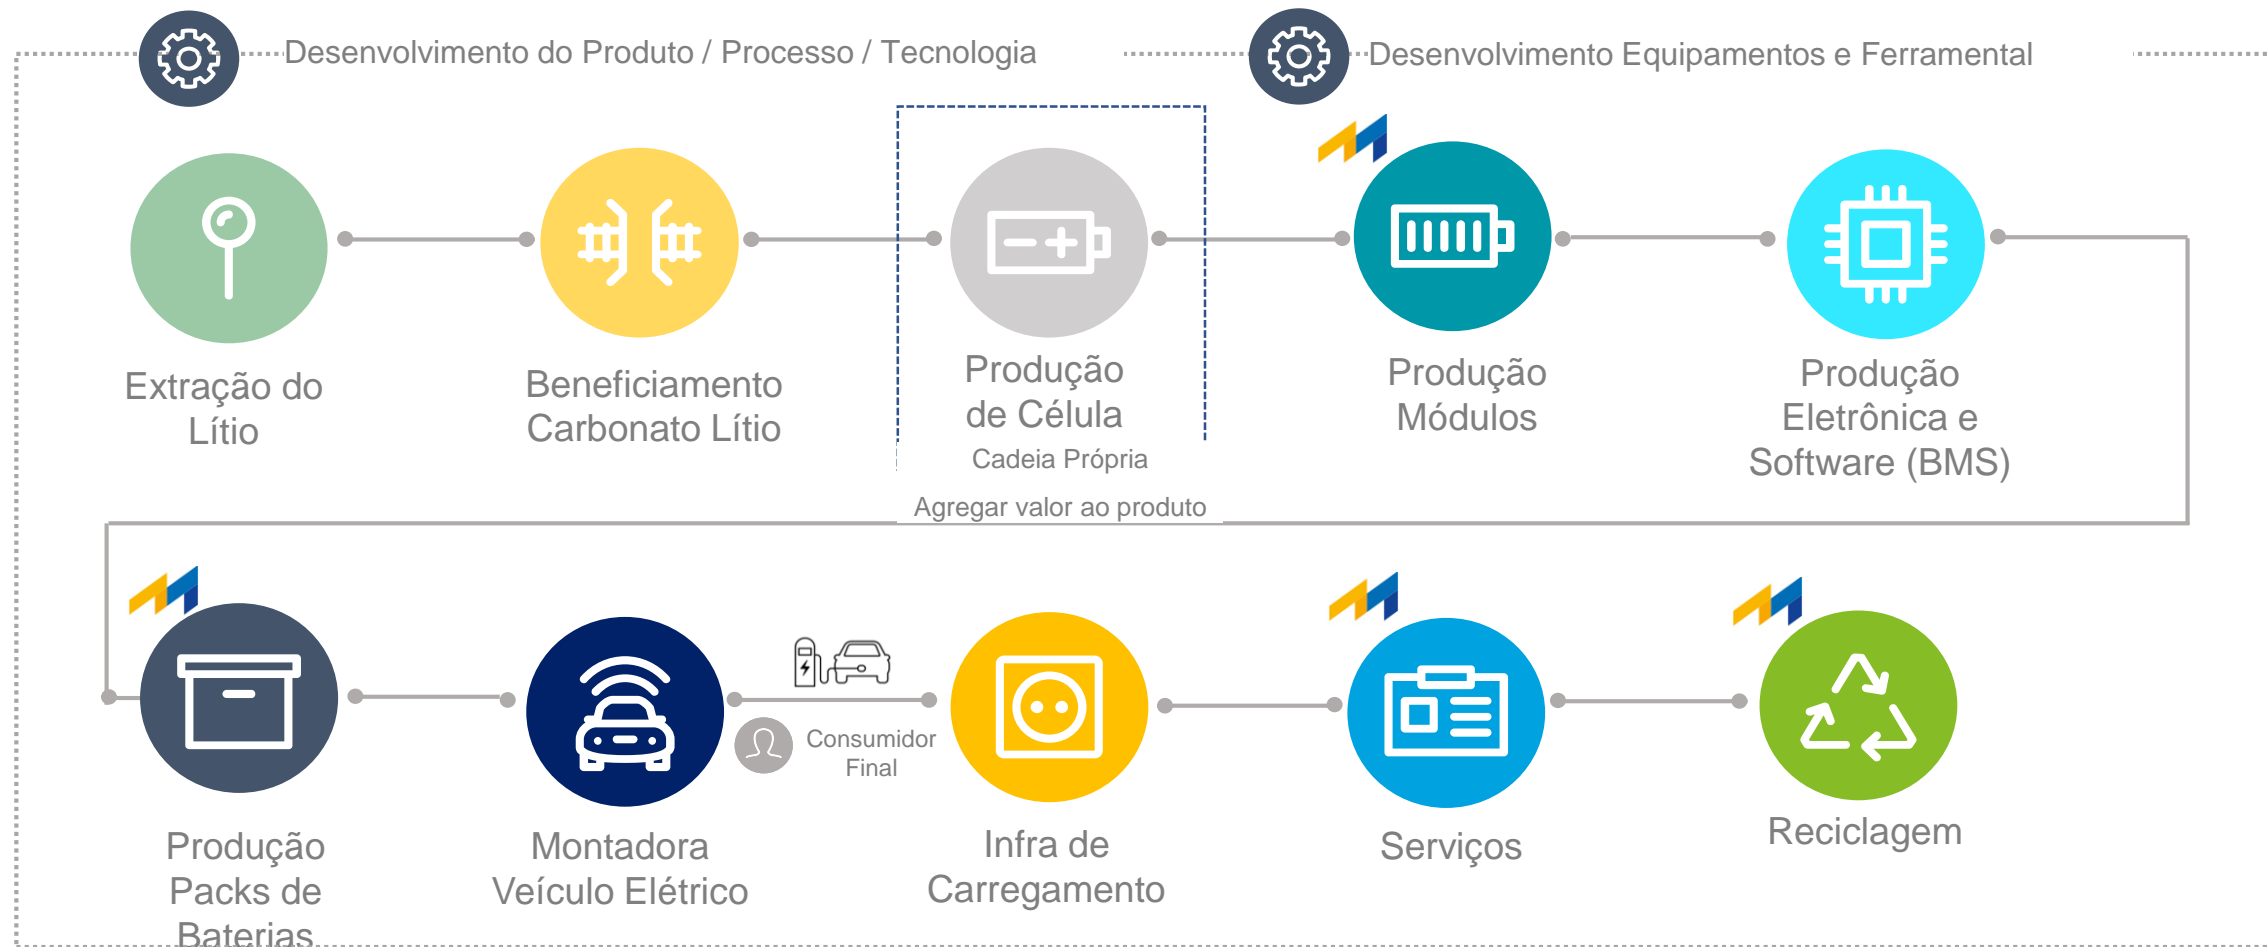 Desenvolvimento do Produto / Processo / Tecnologia
Desenvolvimento Equipamentos e Ferramental
Extração do
Lítio
Beneficiamento
Carbonato Lítio
Produção
de Célula
Cadeia Própria
Agregar valor ao produto
Produção
Módulos
Produção
Eletrônica e
Software (BMS)
Produção
Packs de
Baterias
Montadora
Veículo Elétrico
Consumidor
Final
Infra de
Carregamento
Serviços
Reciclagem